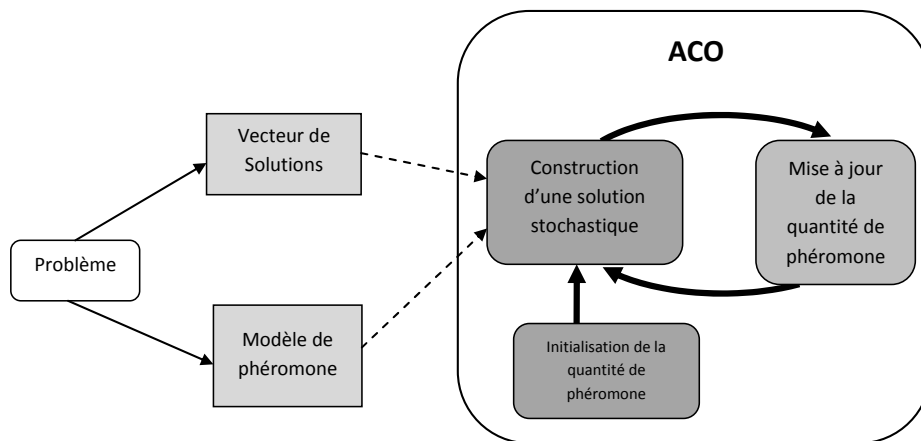 ACO
Vecteur de
Solutions
Construction
d'une solution
stochastique
Mise à jour
de la
quantité de
phéromone
Problème
Modèle de
phéromone
Initialisation de la
quantité de
phéromone